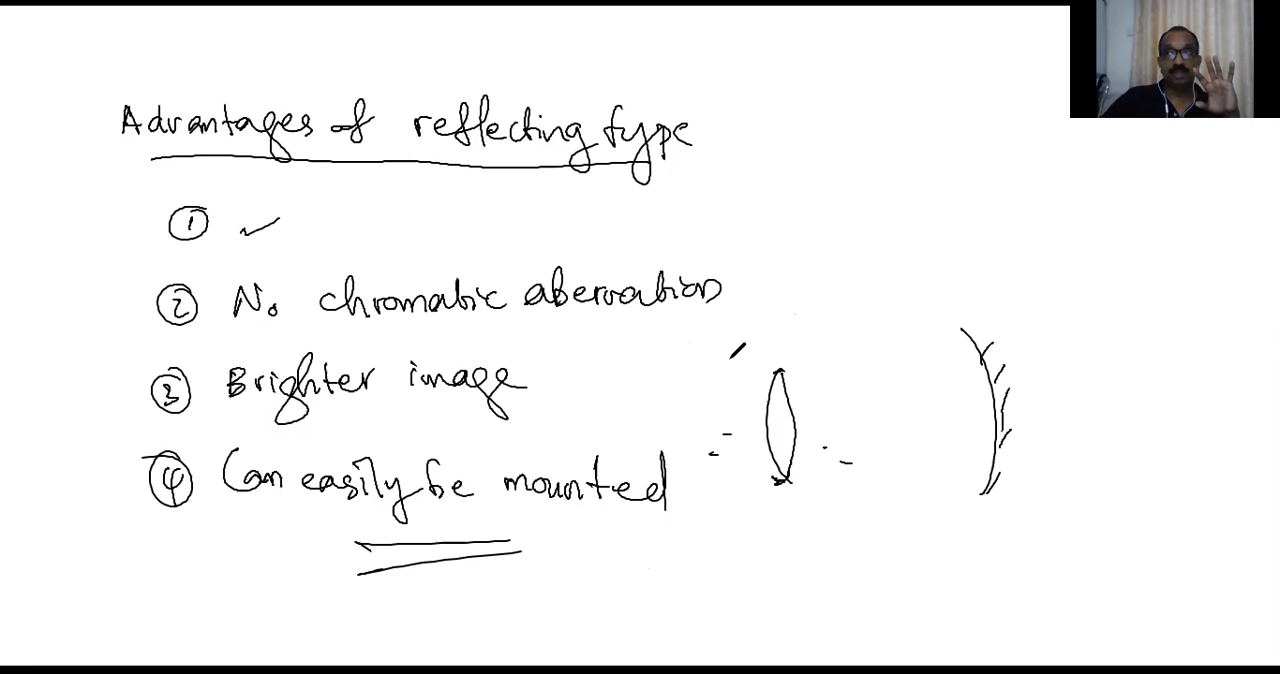 Advantages of reflecting type
① ✓
② No chromatic aberration
③ Brighter image
④ Can easily be mounted